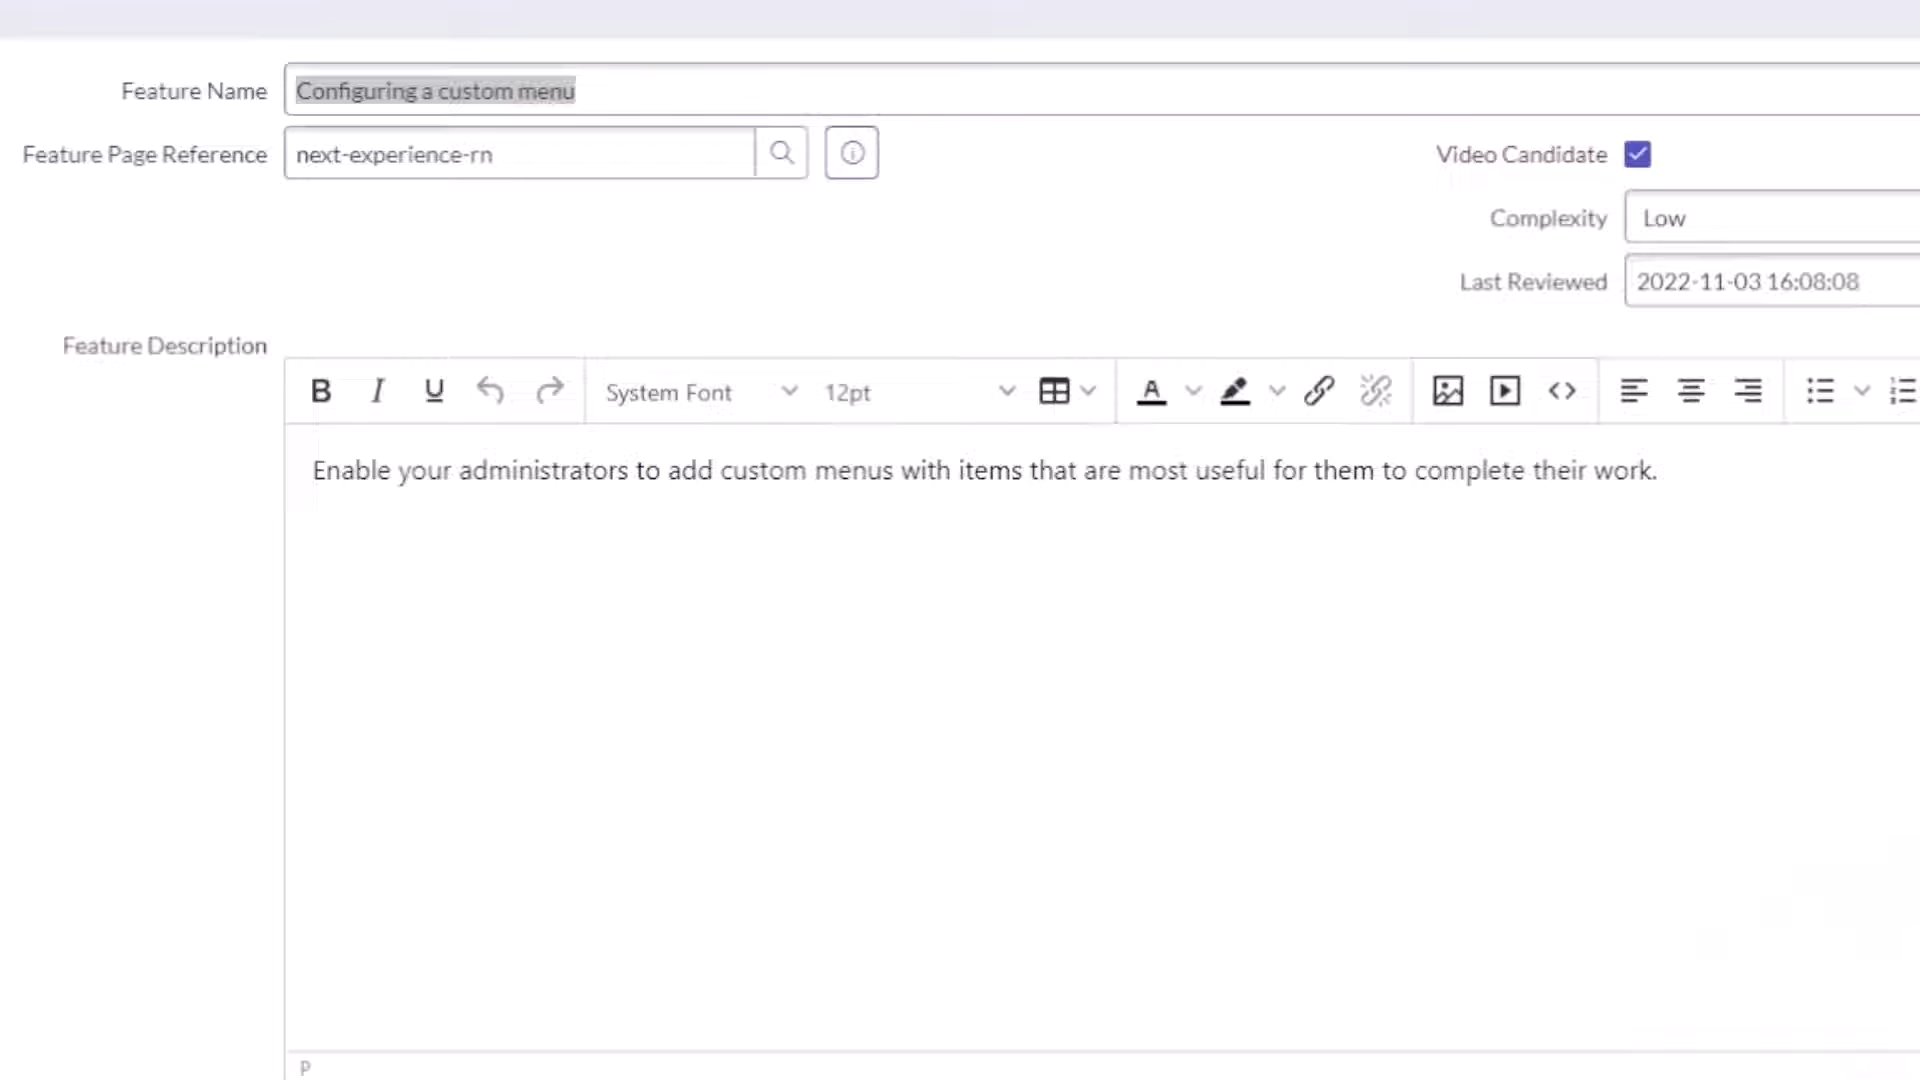 Feature Name
Configuring a custom menu
Feature Page Reference
next-experience-rn
Video Candidate
Complexity
Low
Last Reviewed
2022-11-03 16:08:08
Feature Description
B I U System Font 12pt A
Enable your administrators to add custom menus with items that are most useful for them to complete their work.
P